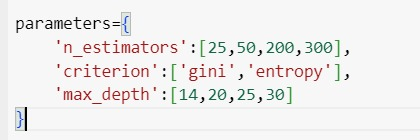 parameters={
    'n_estimators':[25,50,200,300],
    'criterion':['gini','entropy'],
    'max_depth':[14,20,25,30]
}